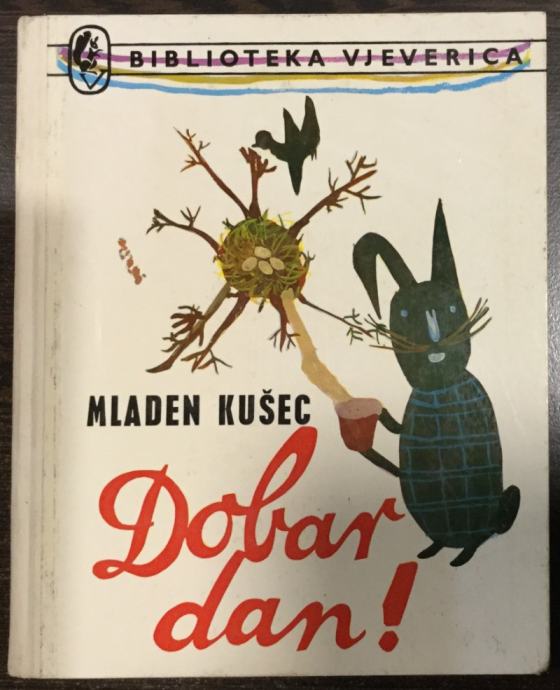 BIBLIOTEKA VJEVERICA
MLADEN KUŠEC
Dobar
dan!